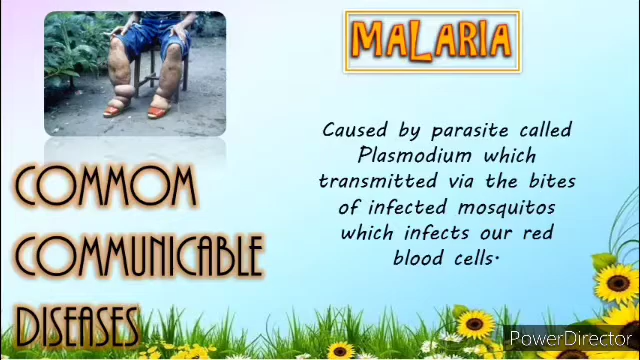 MALARIA
Caused by parasite called
Plasmodium which
transmitted via the bites
of infected mosquitos
which infects our red
blood cells.
COMMOM
COMMUNICABLE
DISEASES
PowerDirector